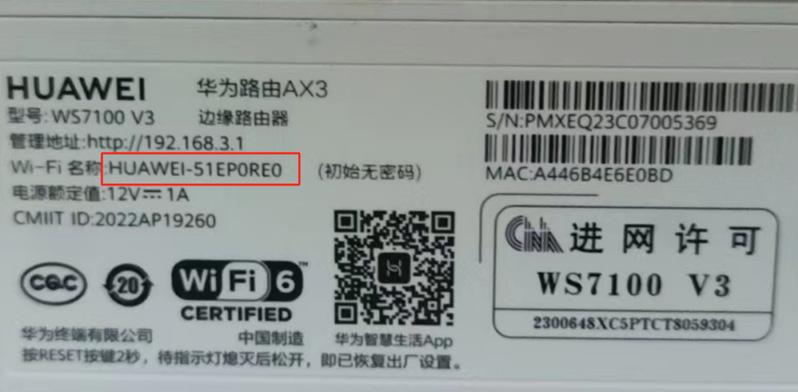 HUAWEI 华为路由AX3
型号: WS7100 V3 边缘路由器
管理地址:http://192.168.3.1
Wi-Fi 名称:HUAWEI-51EP0RE0 (初始无密码)
电源额定值:12V⎓1A
CMIIT ID:2022AP19260
S/N:PMXEQ23C07005369
MAC:A446B4E6E0BD
CCC
20
WiFi 6™
CERTIFIED
华为终端有限公司 中国制造 华为智慧生活App
按RESET按键2秒，待指示灯熄灭后松开，即已恢复出厂设置。
CNA 进网许可
WS7100 V3
2300648XC5PTCT8059304